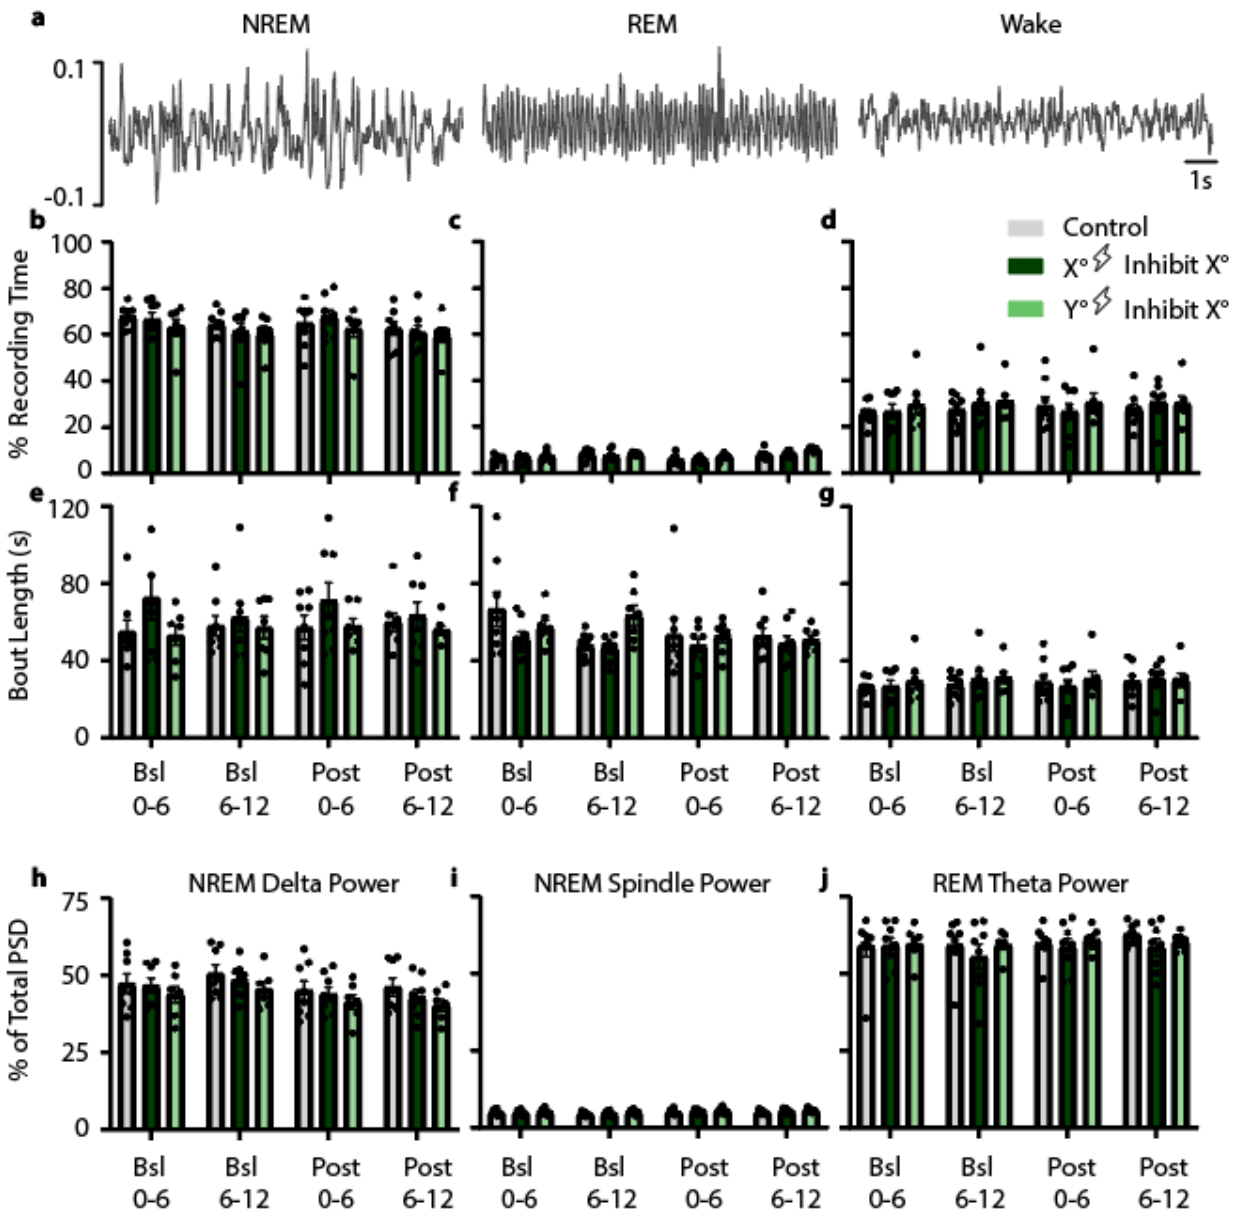 a
NREM
REM
Wake
0.1
-0.1
1s
b
c
d
Control
X° Inhibit X°
Y° Inhibit X°
% Recording Time
100
80
60
40
20
0
e
f
g
Bout Length (s)
120
80
40
0
Bsl 0-6
Bsl 6-12
Post 0-6
Post 6-12
Bsl 0-6
Bsl 6-12
Post 0-6
Post 6-12
Bsl 0-6
Bsl 6-12
Post 0-6
Post 6-12
h
NREM Delta Power
i
NREM Spindle Power
j
REM Theta Power
% of Total PSD
75
50
25
0
Bsl 0-6
Bsl 6-12
Post 0-6
Post 6-12
Bsl 0-6
Bsl 6-12
Post 0-6
Post 6-12
Bsl 0-6
Bsl 6-12
Post 0-6
Post 6-12